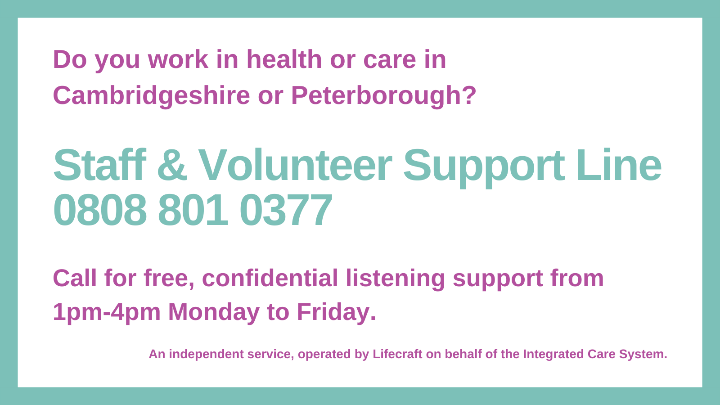 Do you work in health or care in
Cambridgeshire or Peterborough?
Staff & Volunteer Support Line
0808 801 0377
Call for free, confidential listening support from
1pm-4pm Monday to Friday.
An independent service, operated by Lifecraft on behalf of the Integrated Care System.